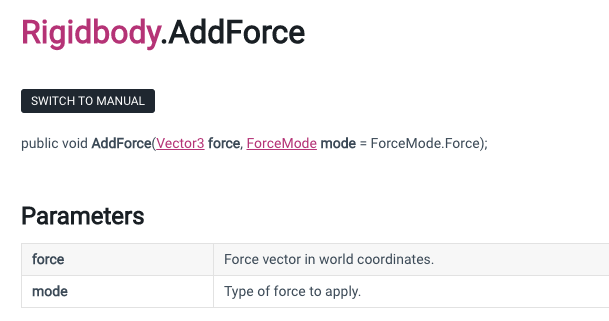 Rigidbody.AddForce
SWITCH TO MANUAL
public void AddForce(Vector3 force, ForceMode mode = ForceMode.Force);
Parameters
force Force vector in world coordinates.
mode Type of force to apply.